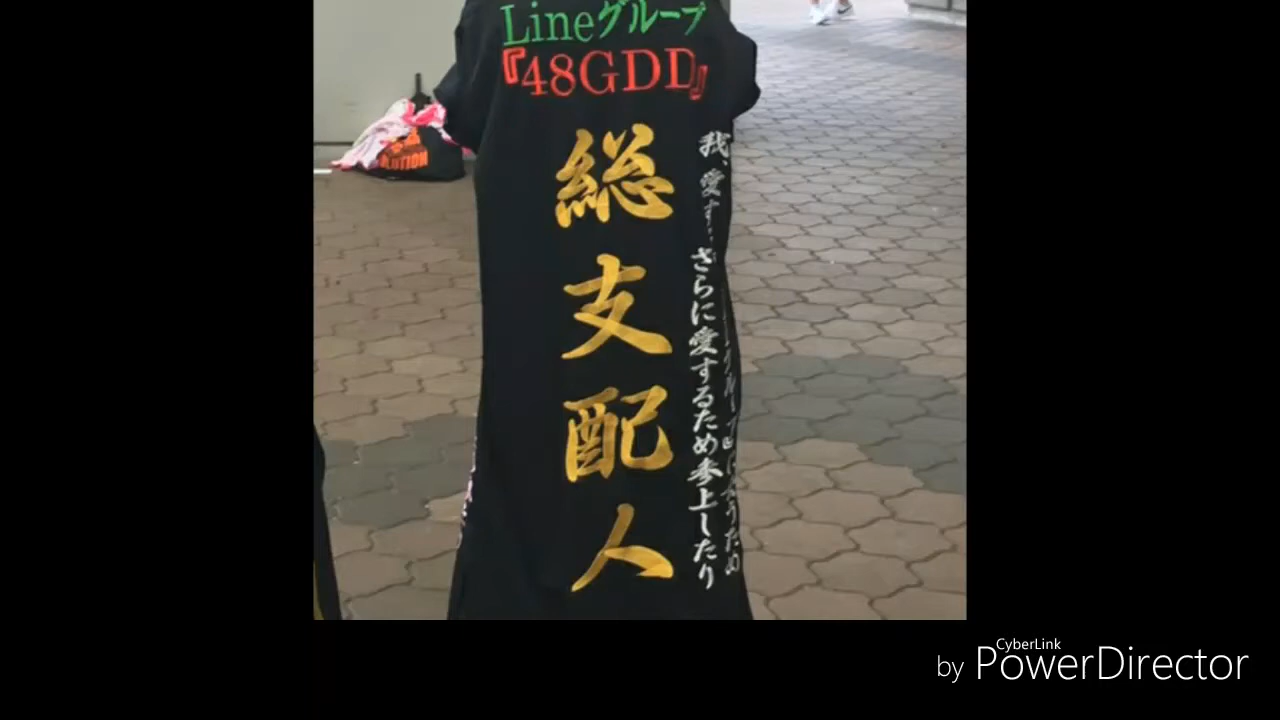 Lineグループ
『48GDD』
総支配人
我、愛す…さらに愛するため参上したり
CyberLink
by PowerDirector